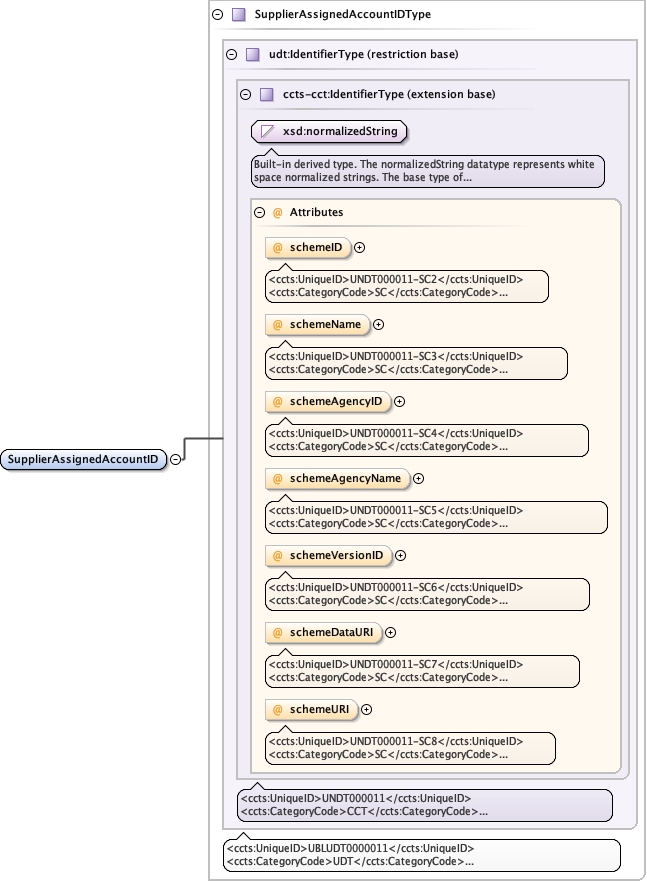 SupplierAssignedAccountIDType
udt:IdentifierType (restriction base)
ccts-cct:IdentifierType (extension base)
xsd:normalizedString
Built-in derived type. The normalizedString datatype represents white
space normalized strings. The base type of...
@ Attributes
@ schemeID
<ccts:UniqueID>UNDT000011-SC2</ccts:UniqueID>
<ccts:CategoryCode>SC</ccts:CategoryCode>...
@ schemeName
<ccts:UniqueID>UNDT000011-SC3</ccts:UniqueID>
<ccts:CategoryCode>SC</ccts:CategoryCode>...
@ schemeAgencyID
<ccts:UniqueID>UNDT000011-SC4</ccts:UniqueID>
<ccts:CategoryCode>SC</ccts:CategoryCode>...
SupplierAssignedAccountID
@ schemeAgencyName
<ccts:UniqueID>UNDT000011-SC5</ccts:UniqueID>
<ccts:CategoryCode>SC</ccts:CategoryCode>...
@ schemeVersionID
<ccts:UniqueID>UNDT000011-SC6</ccts:UniqueID>
<ccts:CategoryCode>SC</ccts:CategoryCode>...
@ schemeDataURI
<ccts:UniqueID>UNDT000011-SC7</ccts:UniqueID>
<ccts:CategoryCode>SC</ccts:CategoryCode>...
@ schemeURI
<ccts:UniqueID>UNDT000011-SC8</ccts:UniqueID>
<ccts:CategoryCode>SC</ccts:CategoryCode>...
<ccts:UniqueID>UNDT000011</ccts:UniqueID>
<ccts:CategoryCode>CCT</ccts:CategoryCode>...
<ccts:UniqueID>UBLUDT0000011</ccts:UniqueID>
<ccts:CategoryCode>UDT</ccts:CategoryCode>...